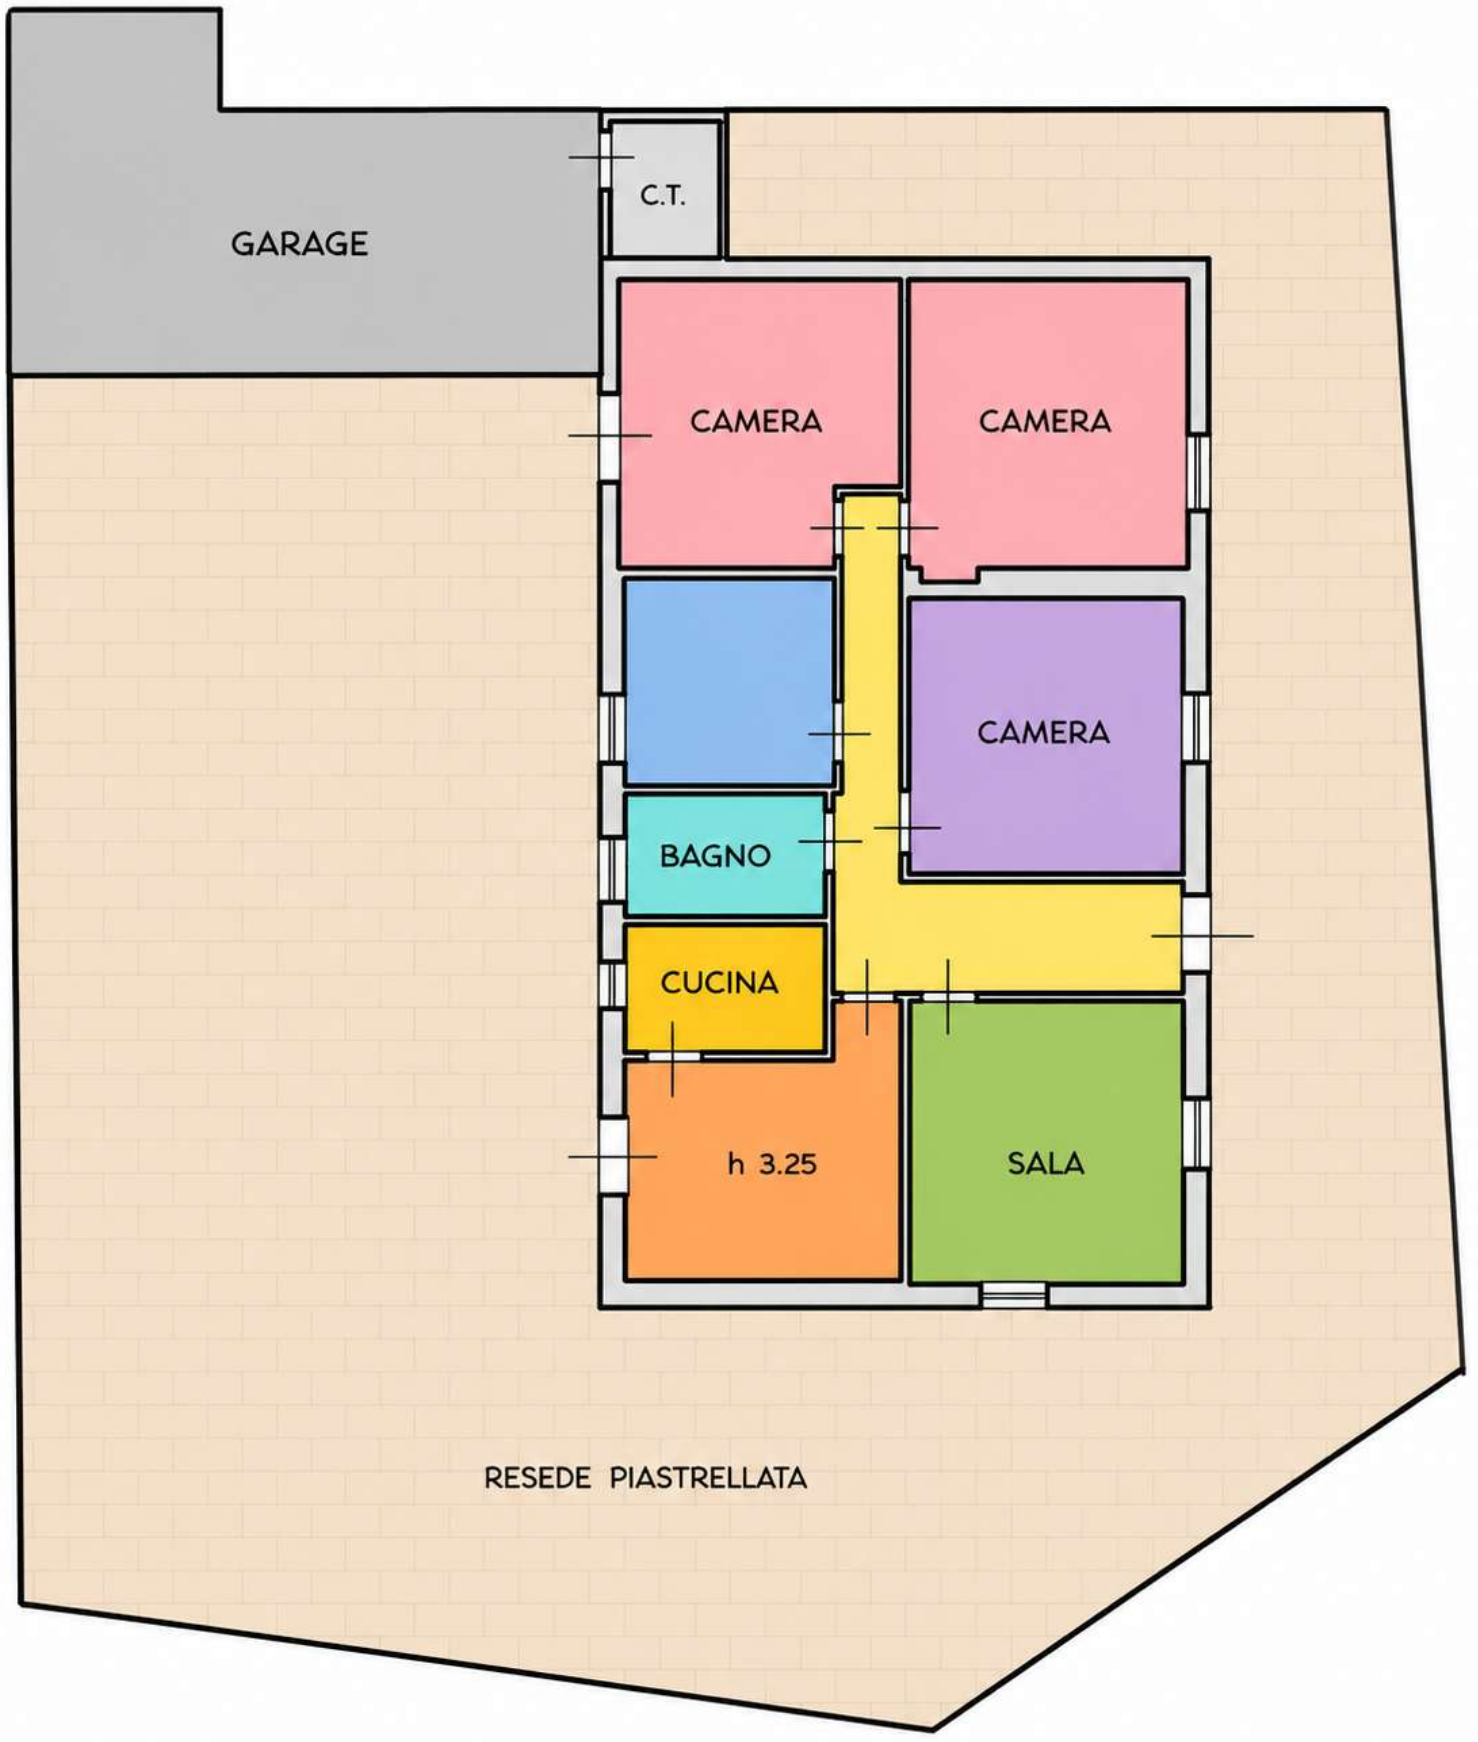 C.T.
GARAGE
CAMERA
CAMERA
CAMERA
BAGNO
CUCINA
h 3.25
SALA
RESEDE PIASTRELLATA